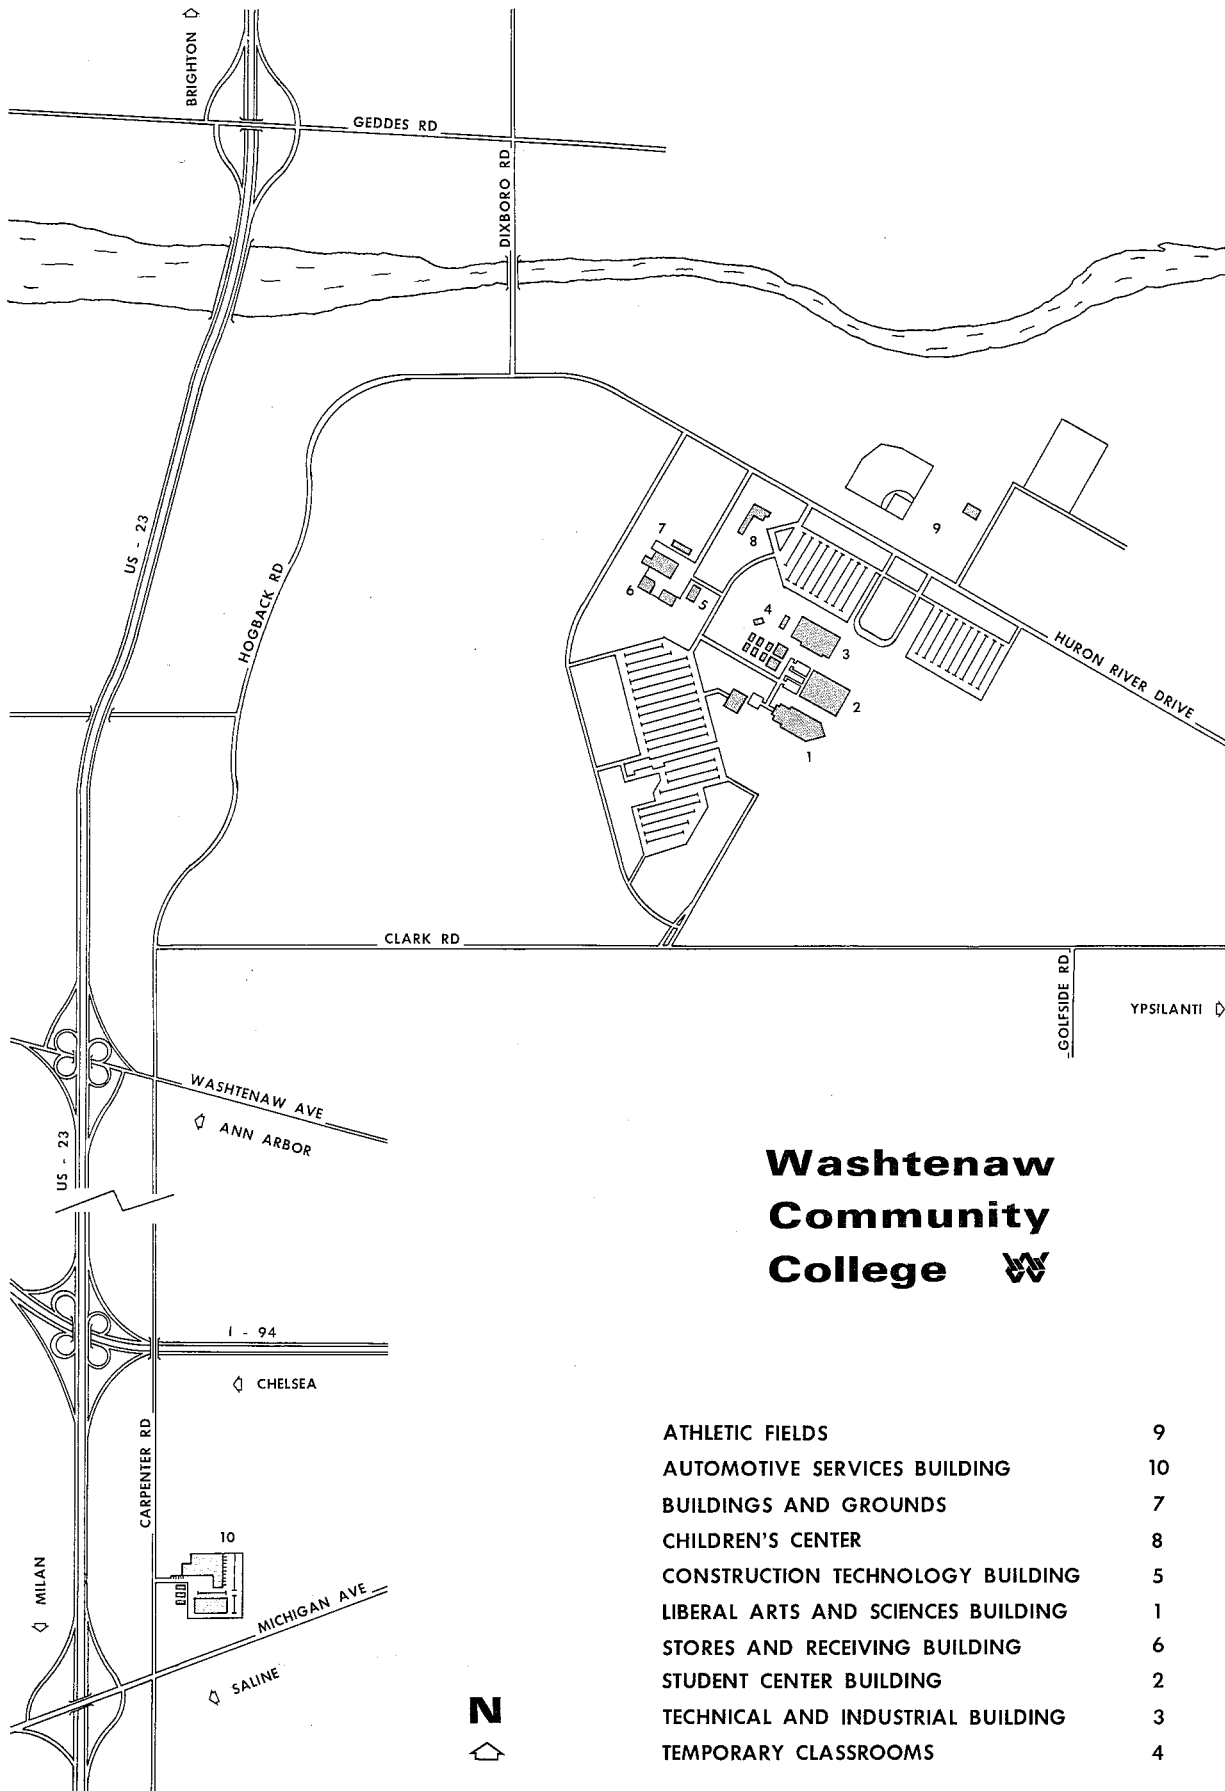 BRIGHTON
GEDDES RD
DIXBORO RD
US - 23
HOGBACK RD
7
8
9
6
5
4
3
2
1
HURON RIVER DRIVE
CLARK RD
GOLFSIDE RD
YPSILANTI
WASHTENAW AVE
ANN ARBOR
US - 23
Washtenaw
Community
College
I - 94
CHELSEA
CARPENTER RD
10
MILAN
MICHIGAN AVE
SALINE
N
ATHLETIC FIELDS 9
AUTOMOTIVE SERVICES BUILDING 10
BUILDINGS AND GROUNDS 7
CHILDREN'S CENTER 8
CONSTRUCTION TECHNOLOGY BUILDING 5
LIBERAL ARTS AND SCIENCES BUILDING 1
STORES AND RECEIVING BUILDING 6
STUDENT CENTER BUILDING 2
TECHNICAL AND INDUSTRIAL BUILDING 3
TEMPORARY CLASSROOMS 4